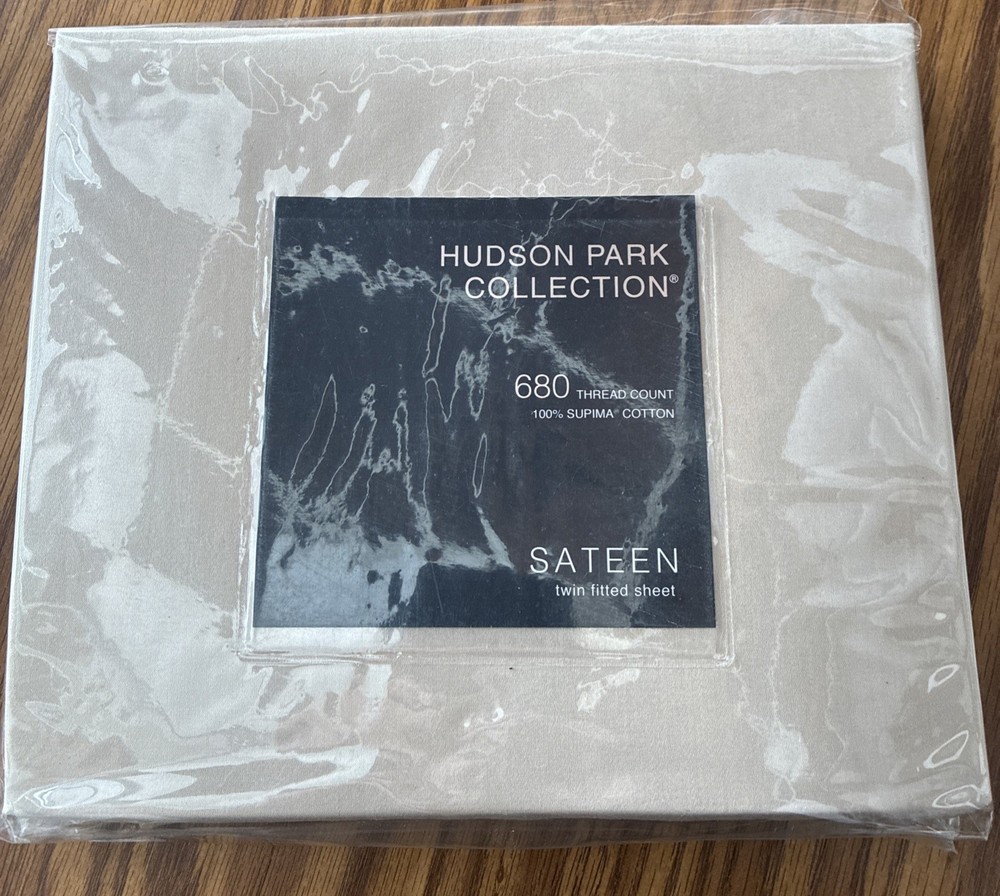 HUDSON PARK
COLLECTION®
680 THREAD COUNT
100% SUPIMA® COTTON
SATEEN
twin fitted sheet